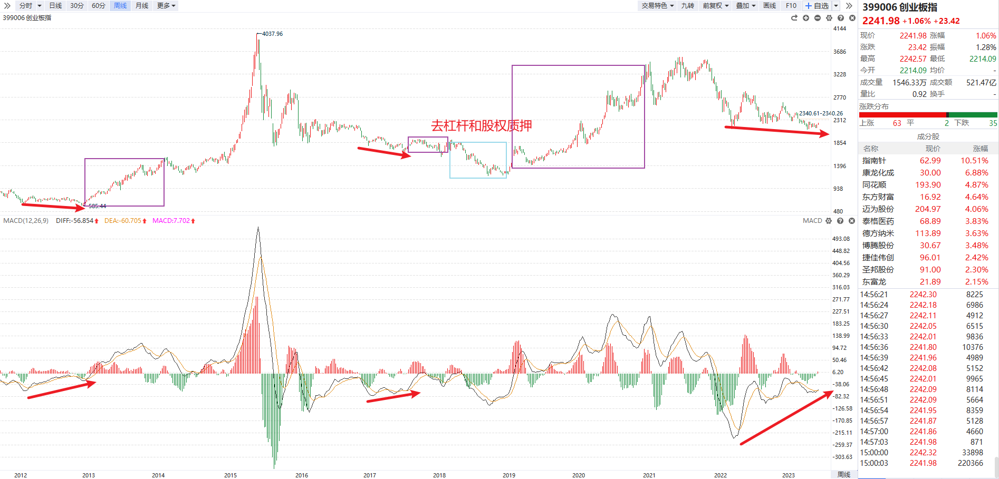 分时 日线 30分 60分 周线 月线 更多 交易特色 九转 前复权 叠加 画线 F10 自选
399006 创业板指
4037.96
去杠杆和股权质押
2340.61-2340.26
585.44
4144
3686
3228
2770
2312
1854
1396
938
480
MACD(12,26,9) DIFF:-56.854 DEA:-60.705 MACD:7.702 MACD
493.08
448.82
404.56
360.29
316.03
271.77
227.51
183.25
138.99
94.72
50.46
6.20
-38.06
-82.32
-126.58
-170.85
-215.11
-259.37
-303.63
2012 2013 2014 2015 2016 2017 2018 2019 2020 2021 2022 2023 周线
399006 创业板指
2241.98 +1.06% +23.42
现价 2241.98 涨幅 1.06%
涨跌 23.42 振幅 1.28%
最高 2242.57 最低 2214.09
今开 2214.09 均价 -
成交量 1546.33万 成交额 521.47亿
量比 0.92 换手 -
涨跌分布
上涨 63 平 2 下跌 35
成分股
名称 现价 涨幅
指南针 62.99 10.51%
康龙化成 30.00 6.88%
同花顺 193.90 4.87%
东方财富 16.92 4.64%
迈为股份 204.97 4.06%
泰格医药 68.89 3.83%
德方纳米 113.89 3.63%
博腾股份 30.67 3.48%
捷佳伟创 96.01 2.42%
圣邦股份 91.00 2.30%
东富龙 21.89 2.15%
14:56:21 2242.30 8225
14:56:24 2242.18 6986
14:56:27 2242.11 4912
14:56:30 2242.05 6515
14:56:33 2242.01 9836
14:56:36 2241.80 10376
14:56:39 2241.96 4989
14:56:42 2242.08 5152
14:56:45 2242.01 9965
14:56:48 2242.09 8114
14:56:51 2242.09 5664
14:56:54 2241.95 8359
14:56:57 2241.87 5128
14:57:00 2241.86 4660
14:57:03 2241.98 871
15:00:00 2242.32 33898
15:00:03 2241.98 220366